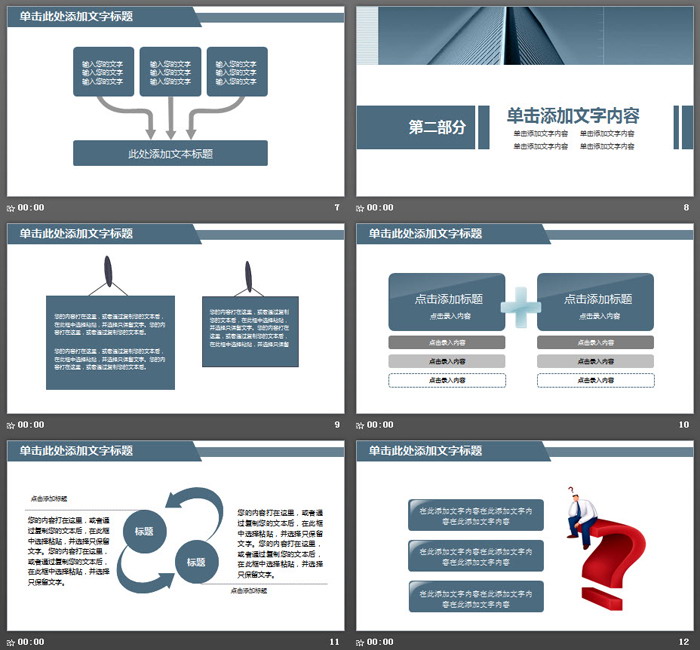 单击此处添加文字标题
输入您的文字 输入您的文字 输入您的文字
输入您的文字 输入您的文字 输入您的文字
输入您的文字 输入您的文字 输入您的文字
此处添加文本标题
00:00 7
第二部分
单击添加文字内容
单击添加文字内容 单击添加文字内容
单击添加文字内容 单击添加文字内容
00:00 8
单击此处添加文字标题
您的内容打在这里，或者通过复制您的文本后，
在此框中选择粘贴，并选择只保留文字。您的内
容打在这里，或者通过复制您的文本后。
您的内容打在这里，或者通过复制您的文本后，
在此框中选择粘贴，并选择只保留文字。您的内
容打在这里，或者通过复制您的文本后。
您的内容打在这里，或者通过复制
您的文本后，在此框中选择粘贴，
并选择只保留文字。您的内容打在
这里，或者通过复制您的文本后，
在此框中选择粘贴，并选择只保留
00:00 9
单击此处添加文字标题
点击添加标题
点击录入内容
点击录入内容
点击录入内容
点击录入内容
点击添加标题
点击录入内容
点击录入内容
点击录入内容
点击录入内容
00:00 10
单击此处添加文字标题
点击添加标题
您的内容打在这里，或者通
过复制您的文本后，在此框
中选择粘贴，并选择只保留
文字。您的内容打在这里，
或者通过复制您的文本后，
在此框中选择粘贴，并选择
只保留文字。
标题
标题
您的内容打在这里，或者通
过复制您的文本后，在此框
中选择粘贴，并选择只保留
文字。您的内容打在这里，
或者通过复制您的文本后，
在此框中选择粘贴，并选择
只保留文字。
点击添加标题
00:00 11
单击此处添加文字标题
在此添加文字内容在此添加文字内
容在此添加文字内容
在此添加文字内容在此添加文字内
容在此添加文字内容
在此添加文字内容在此添加文字内
容在此添加文字内容
?
00:00 12